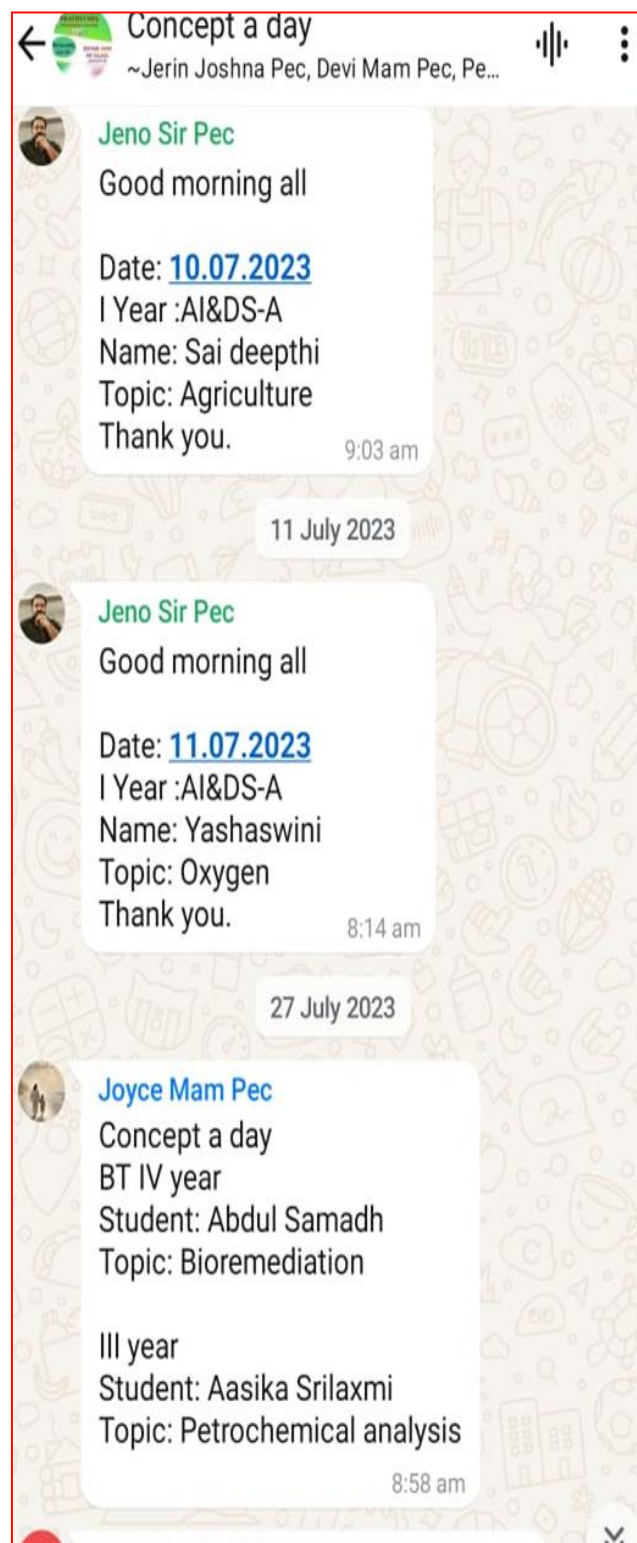 Concept a day
~Jerin Joshna Pec, Devi Mam Pec, Pe...
Jeno Sir Pec
Good morning all
Date: 10.07.2023
I Year :AI&DS-A
Name: Sai deepthi
Topic: Agriculture
Thank you.
9:03 am
11 July 2023
Jeno Sir Pec
Good morning all
Date: 11.07.2023
I Year :AI&DS-A
Name: Yashaswini
Topic: Oxygen
Thank you.
8:14 am
27 July 2023
Joyce Mam Pec
Concept a day
BT IV year
Student: Abdul Samadh
Topic: Bioremediation
III year
Student: Aasika Srilaxmi
Topic: Petrochemical analysis
8:58 am